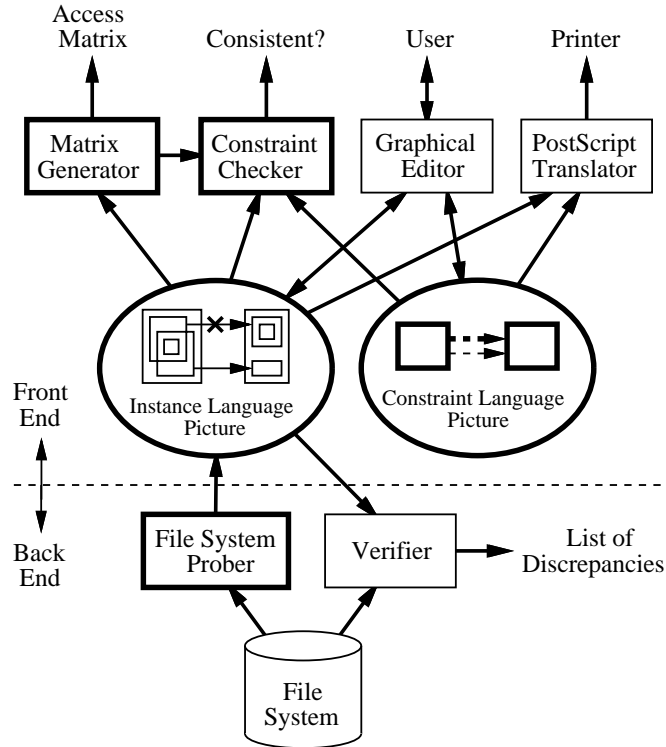 Access
Matrix
Consistent?
User
Printer
Matrix
Generator
Constraint
Checker
Graphical
Editor
PostScript
Translator
Instance Language
Picture
Constraint Language
Picture
Front
End
Back
End
File System
Prober
Verifier
List of
Discrepancies
File
System